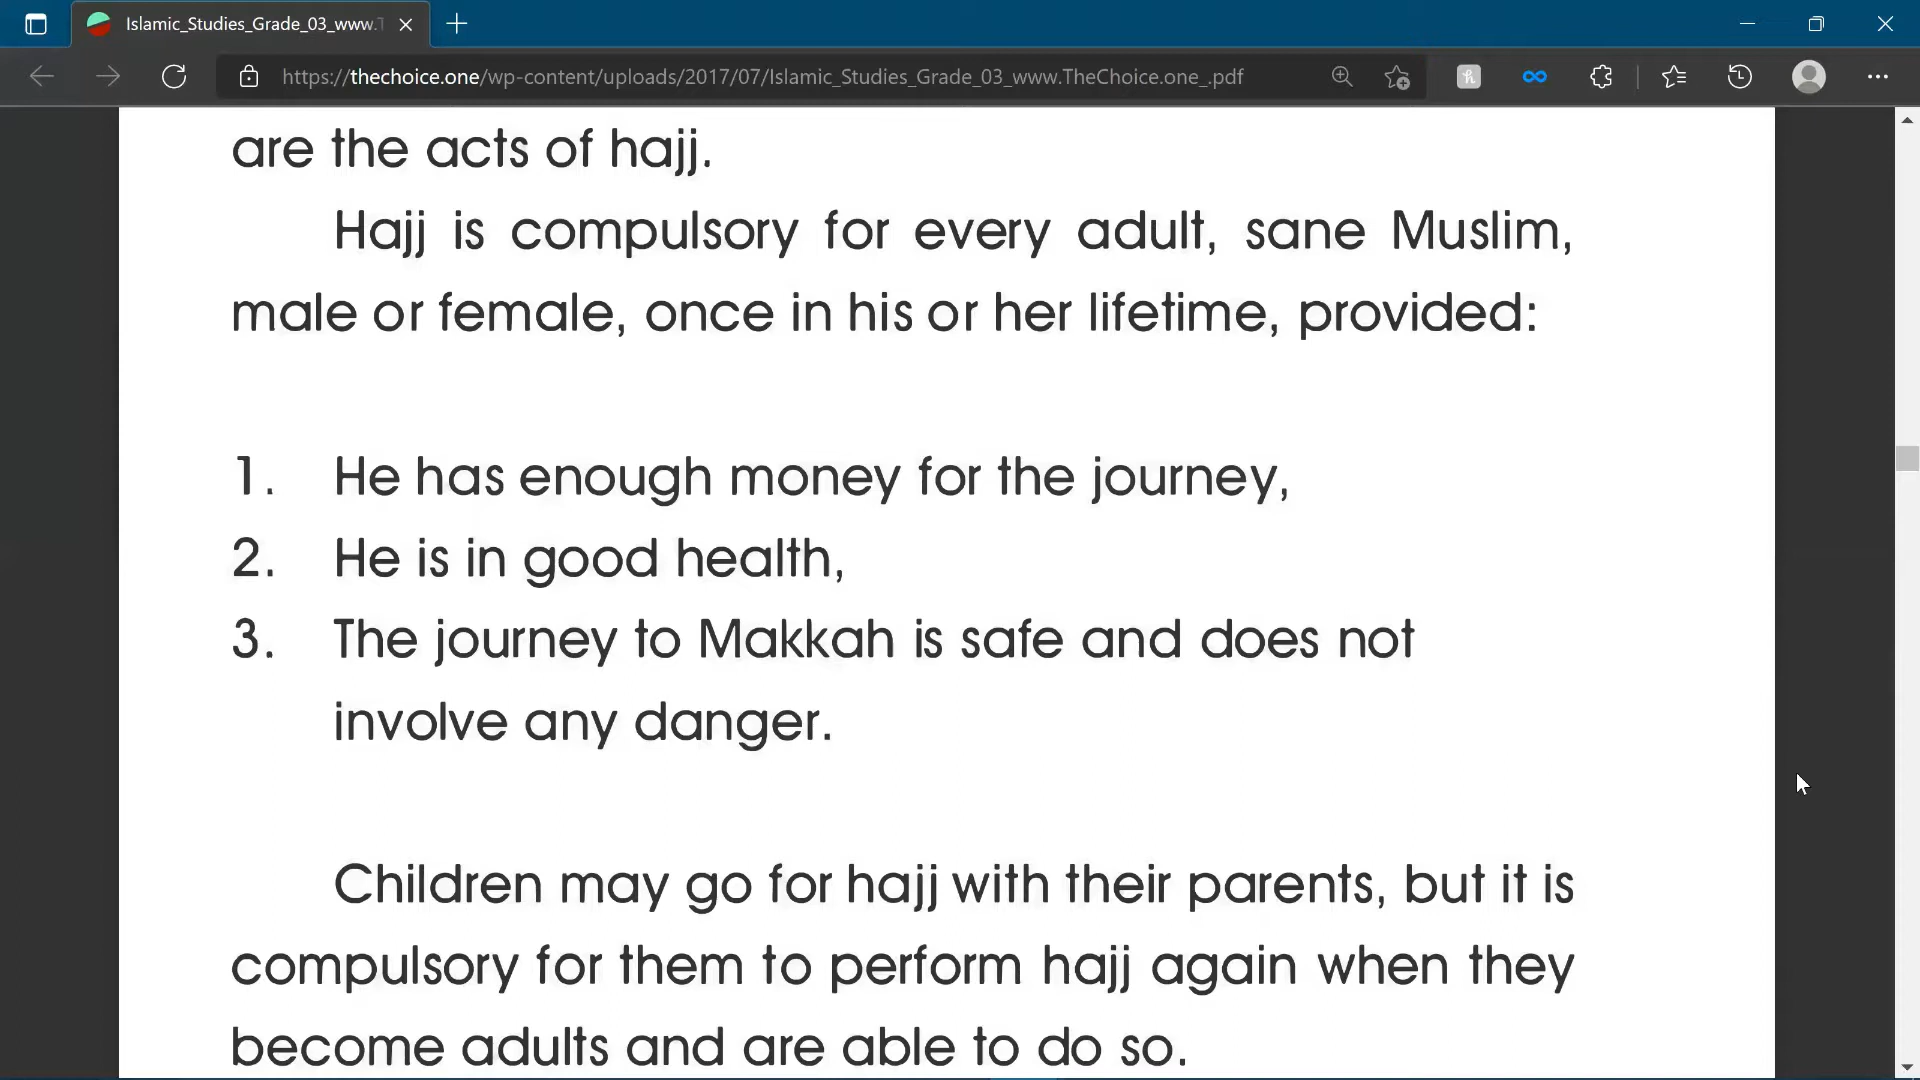 Islamic_Studies_Grade_03_www.
https://thechoice.one/wp-content/uploads/2017/07/Islamic_Studies_Grade_03_www.TheChoice.one_.pdf
are the acts of hajj.
Hajj is compulsory for every adult, sane Muslim,
male or female, once in his or her lifetime, provided:
1. He has enough money for the journey,
2. He is in good health,
3. The journey to Makkah is safe and does not
involve any danger.
Children may go for hajj with their parents, but it is
compulsory for them to perform hajj again when they
become adults and are able to do so.